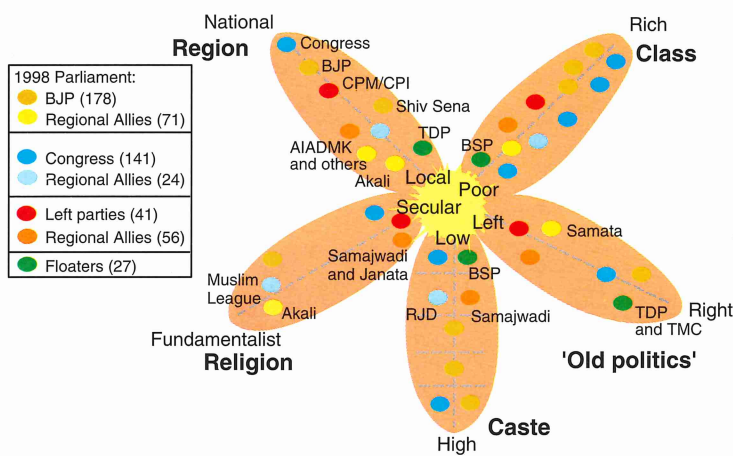 National
Region
Congress
BJP
CPM/CPI
Shiv Sena
TDP
AIADMK
and others
Akali
Local
Rich
Class
BSP
Poor
1998 Parliament:
BJP (178)
Regional Allies (71)
Congress (141)
Regional Allies (24)
Left parties (41)
Regional Allies (56)
Floaters (27)
Secular
Samajwadi
and Janata
Muslim
League
Akali
Fundamentalist
Religion
Left
Samata
TDP
and TMC
Right
'Old politics'
Low
BSP
RJD
Samajwadi
Caste
High